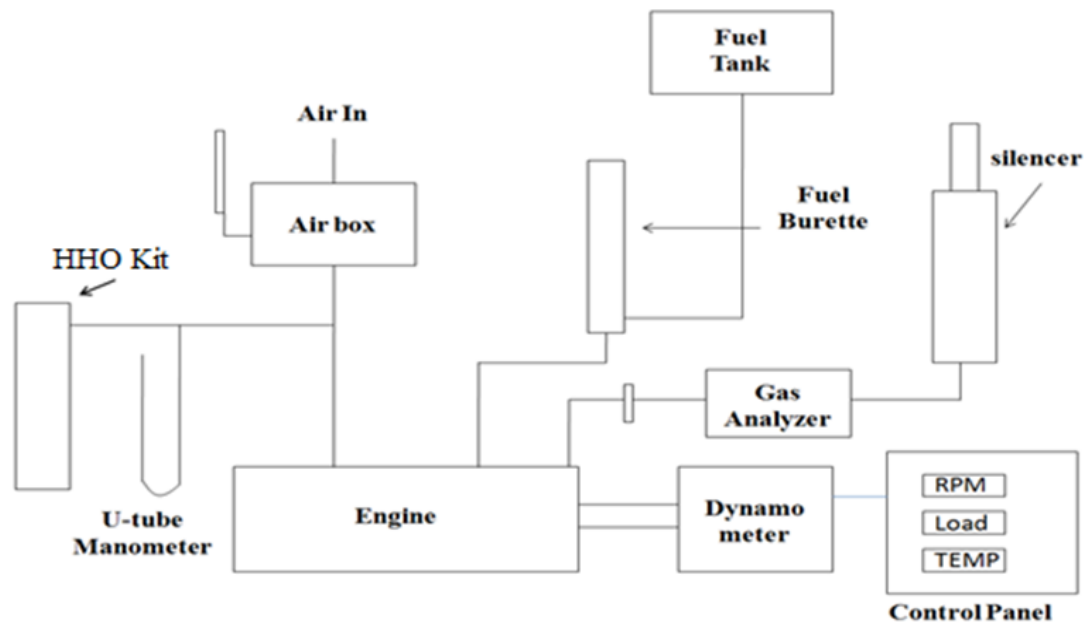 Fuel
Tank
Air In
silencer
Fuel
Burette
Air box
HHO Kit
Gas
Analyzer
RPM
Engine
Dynamo
meter
Load
U-tube
Manometer
TEMP
Control Panel